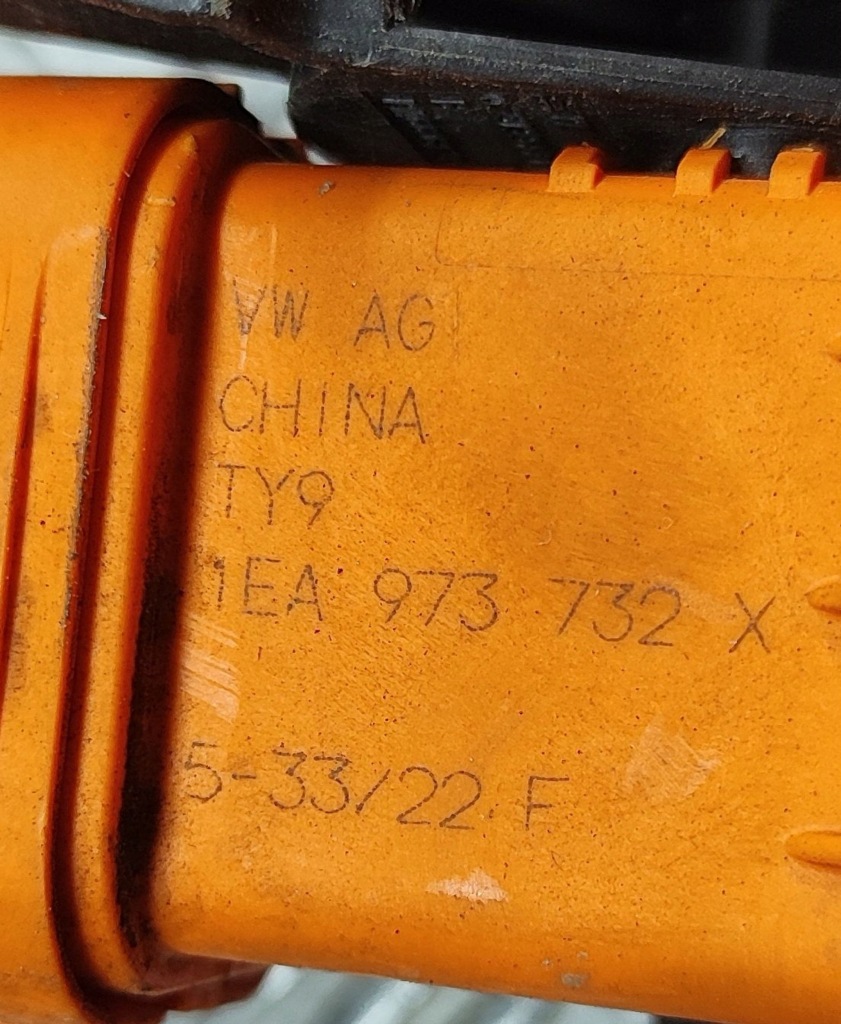 VW AG
CHINA
TY9
1EA 973 732 X
5-33/22 F